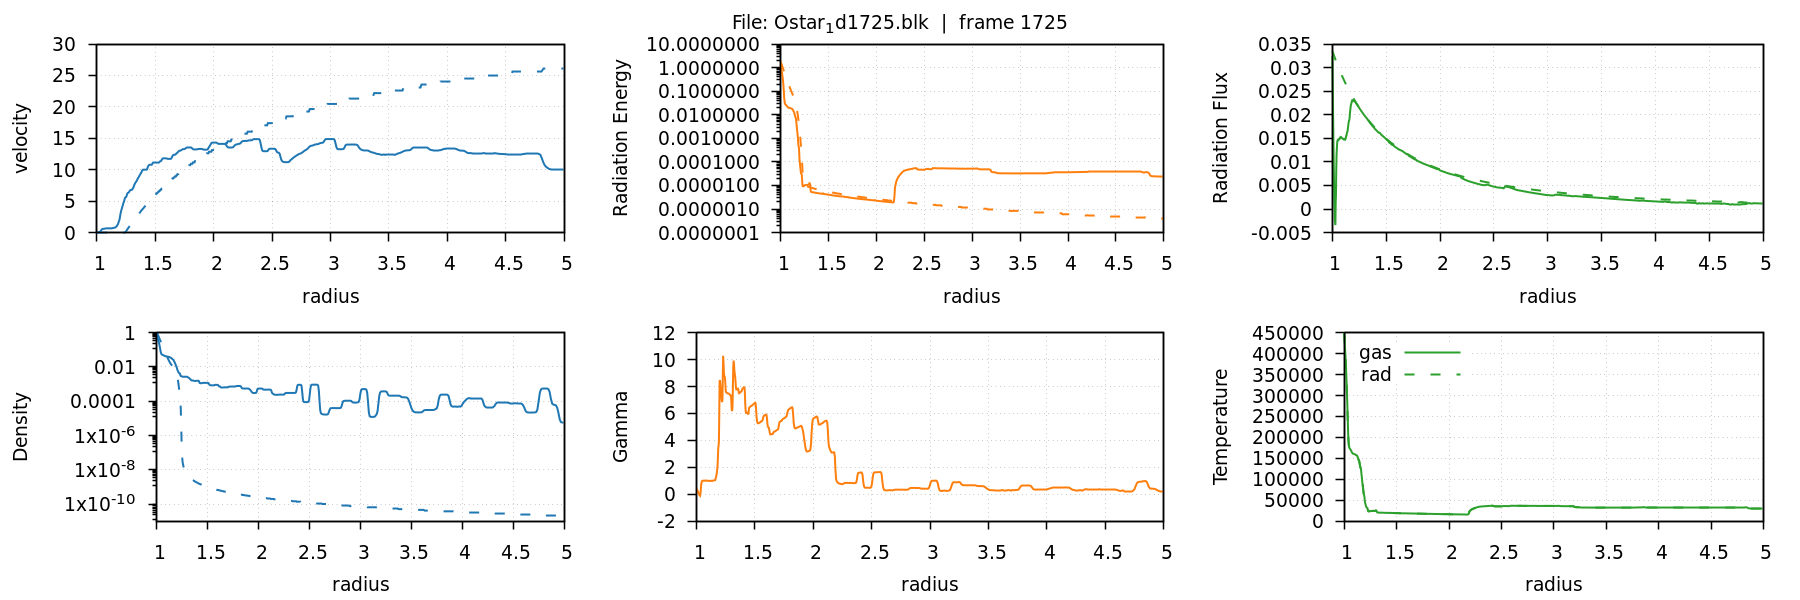 File: Ostar1d1725.blk | frame 1725
velocity
30
25
20
15
10
5
0
1 1.5 2 2.5 3 3.5 4 4.5 5
radius
Radiation Energy
10.0000000
1.0000000
0.1000000
0.0100000
0.0010000
0.0001000
0.0000100
0.0000010
0.0000001
1 1.5 2 2.5 3 3.5 4 4.5 5
radius
Radiation Flux
0.035
0.03
0.025
0.02
0.015
0.01
0.005
0
-0.005
1 1.5 2 2.5 3 3.5 4 4.5 5
radius
Density
1
0.01
0.0001
1x10-6
1x10-8
1x10-10
1 1.5 2 2.5 3 3.5 4 4.5 5
radius
Gamma
12
10
8
6
4
2
0
-2
1 1.5 2 2.5 3 3.5 4 4.5 5
radius
Temperature
450000
400000
350000
300000
250000
200000
150000
100000
50000
0
gas
rad
1 1.5 2 2.5 3 3.5 4 4.5 5
radius